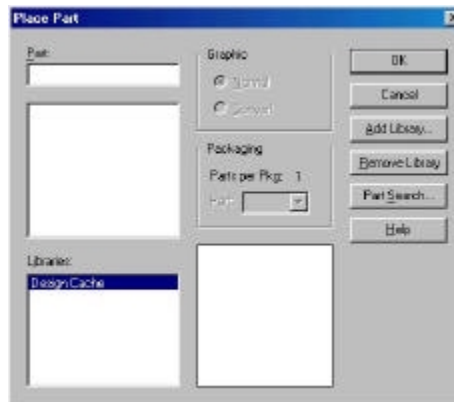 Place Part
Part:
Graphic
Normal
Convert
Packaging
Parts per Pkg: 1
Part:
Libraries:
Design Cache
OK
Cancel
Add Library...
Remove Library
Part Search...
Help